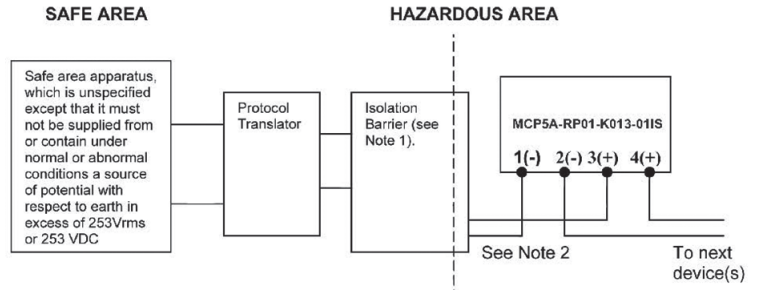 SAFE AREA
HAZARDOUS AREA
Safe area apparatus,
which is unspecified
except that it must
not be supplied from
or contain under
normal or abnormal
conditions a source
of potential with
respect to earth in
excess of 253Vrms
or 253 VDC
Protocol
Translator
Isolation
Barrier (see
Note 1).
MCP5A-RP01-K013-01IS
1(-) 2(-) 3(+) 4(+)
See Note 2
To next
device(s)